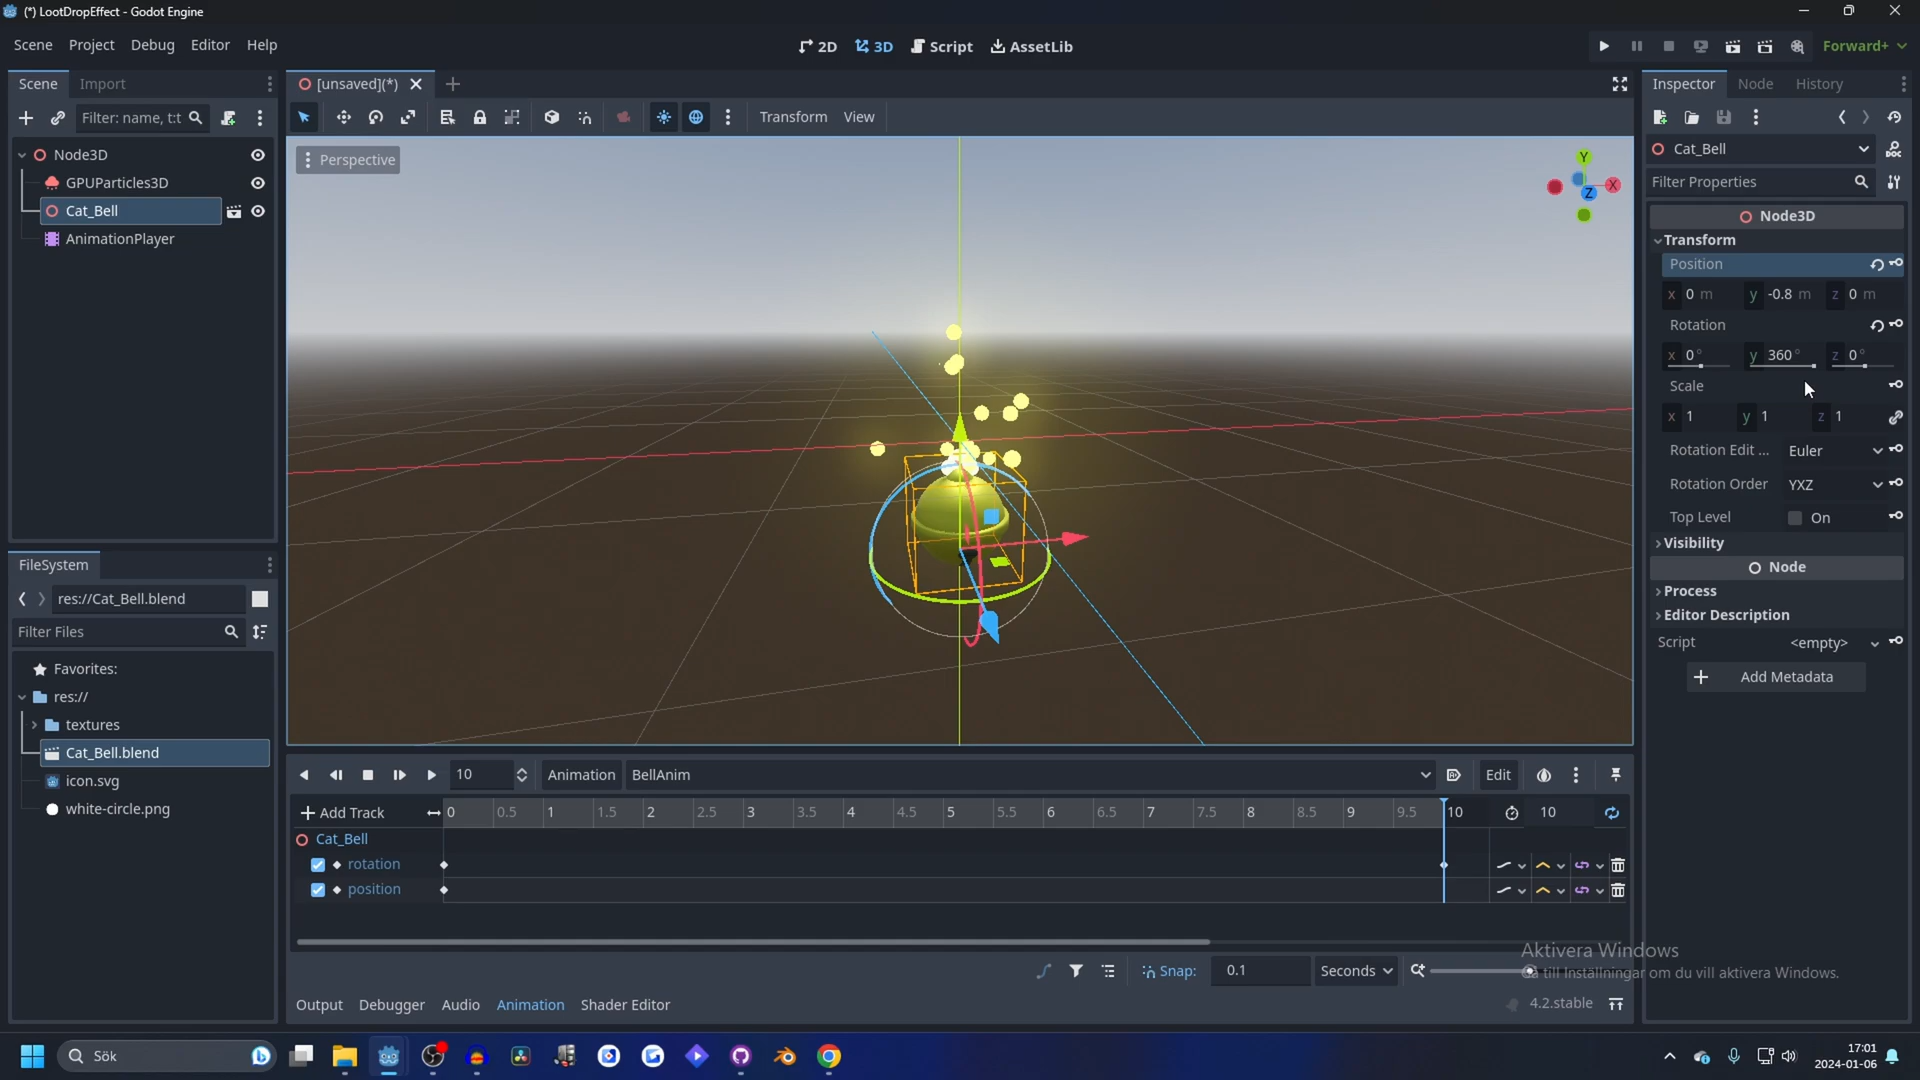 (*) LootDropEffect - Godot Engine
Scene Project Debug Editor Help
2D 3D Script AssetLib
Forward+
Scene Import
[unsaved](*)
Inspector Node History
Filter: name, t:t
Transform View
Perspective
Y
X
Z
Node3D
GPUParticles3D
Cat_Bell
AnimationPlayer
Cat_Bell
Filter Properties
Node3D
Transform
Position
x 0 m y -0.8 m z 0 m
Rotation
x 0° y 360° z 0°
Scale
x 1 y 1 z 1
Rotation Edit ... Euler
Rotation Order YXZ
Top Level On
Visibility
Node
Process
Editor Description
Script <empty>
Add Metadata
FileSystem
res://Cat_Bell.blend
Filter Files
Favorites:
res://
textures
Cat_Bell.blend
icon.svg
white-circle.png
10 Animation BellAnim Edit
Add Track 0 0.5 1 1.5 2 2.5 3 3.5 4 4.5 5 5.5 6 6.5 7 7.5 8 8.5 9 9.5 10 10
Cat_Bell
rotation
position
Snap: 0.1 Seconds
Output Debugger Audio Animation Shader Editor
4.2.stable
Aktivera Windows
Gå till Inställningar om du vill aktivera Windows.
Sök
17:01
2024-01-06